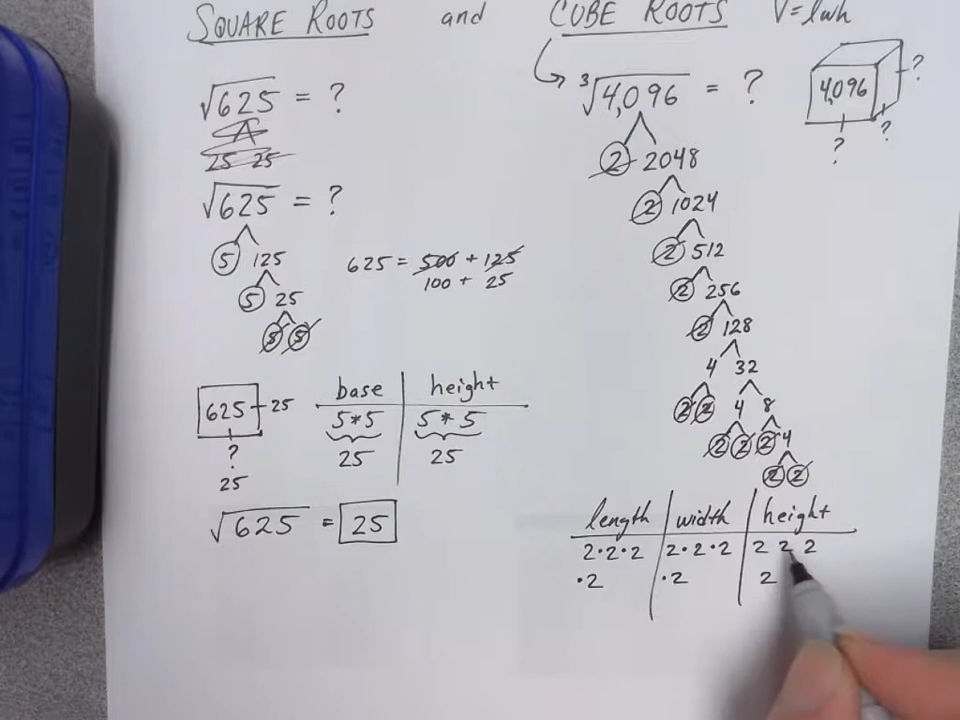 SQUARE ROOTS and CUBE ROOTS V=lwh
√625 = ?
25 25
√625 = ?
5 125
5 25
5 5
625 = 500 + 125
100 + 25
625 25
?
25
base height
5*5 5*5
25 25
√625 = 25
³√4,096 = ?
4,096 ?
? ?
2 2048
2 1024
2 512
2 256
2 128
4 32
2 2 4 8
2 2 2 4
2 2
length width height
2·2·2 2·2·2 2 2 2
·2 ·2 2